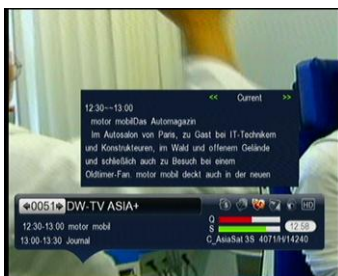 << Current >>
12:30~~13:00
motor mobilDas Automagazin
Im Autosalon von Paris, zu Gast bei IT-Technikern
und Konstrukteuren, im Wald und offenem Gelände
und schließlich auch zu Besuch bei einem
Oldtimer-Fan. motor mobil deckt auch in der neuen
0051 DW-TV ASIA+
HD
Q
S
12:58
12:30-13:00 motor mobil
13:00-13:30 Journal
C_AsiaSat 3S 4071/H/14240